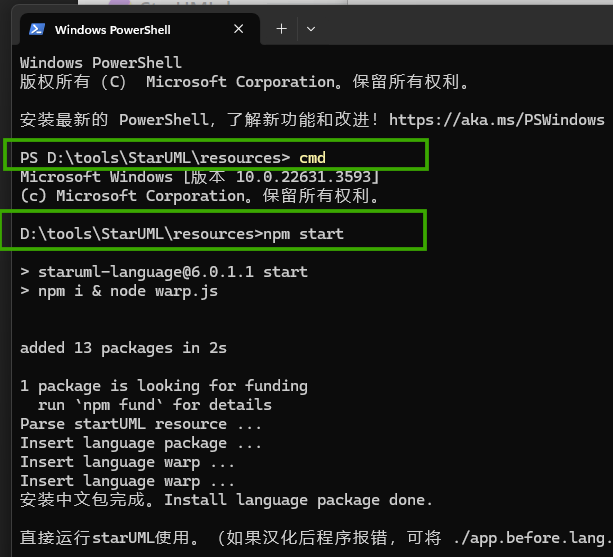 Windows PowerShell
Windows PowerShell
版权所有 (C) Microsoft Corporation。保留所有权利。
安装最新的 PowerShell，了解新功能和改进！https://aka.ms/PSWindows
PS D:\tools\StarUML\resources> cmd
Microsoft Windows [版本 10.0.22631.3593]
(c) Microsoft Corporation。保留所有权利。
D:\tools\StarUML\resources>npm start
> staruml-language@6.0.1.1 start
> npm i & node warp.js
added 13 packages in 2s
1 package is looking for funding
run `npm fund` for details
Parse startUML resource ...
Insert language package ...
Insert language warp ...
Insert language warp ...
安装中文包完成。Install language package done.
直接运行starUML使用。（如果汉化后程序报错，可将 ./app.before.lang.